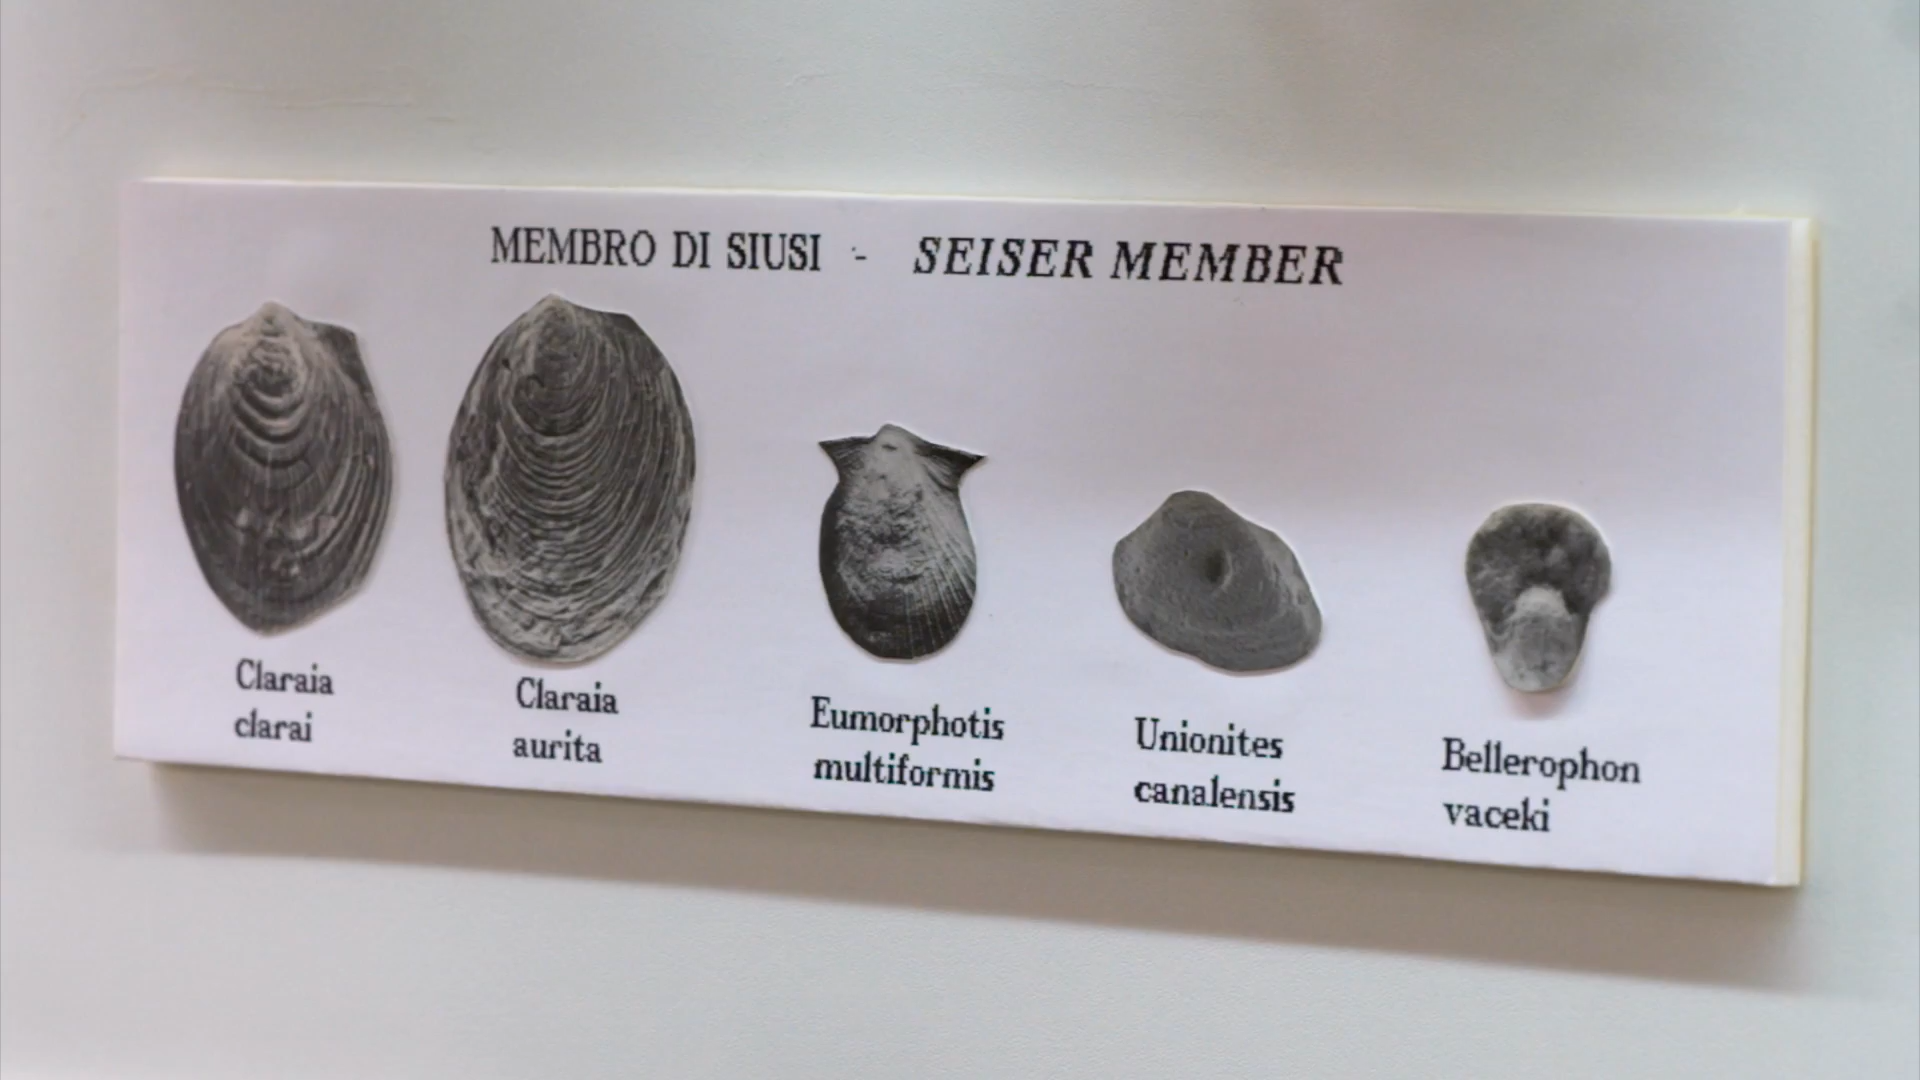 MEMBRO DI SIUSI - SEISER MEMBER
Claraia
clarai
Claraia
aurita
Eumorphotis
multiformis
Unionites
canalensis
Bellerophon
vaceki